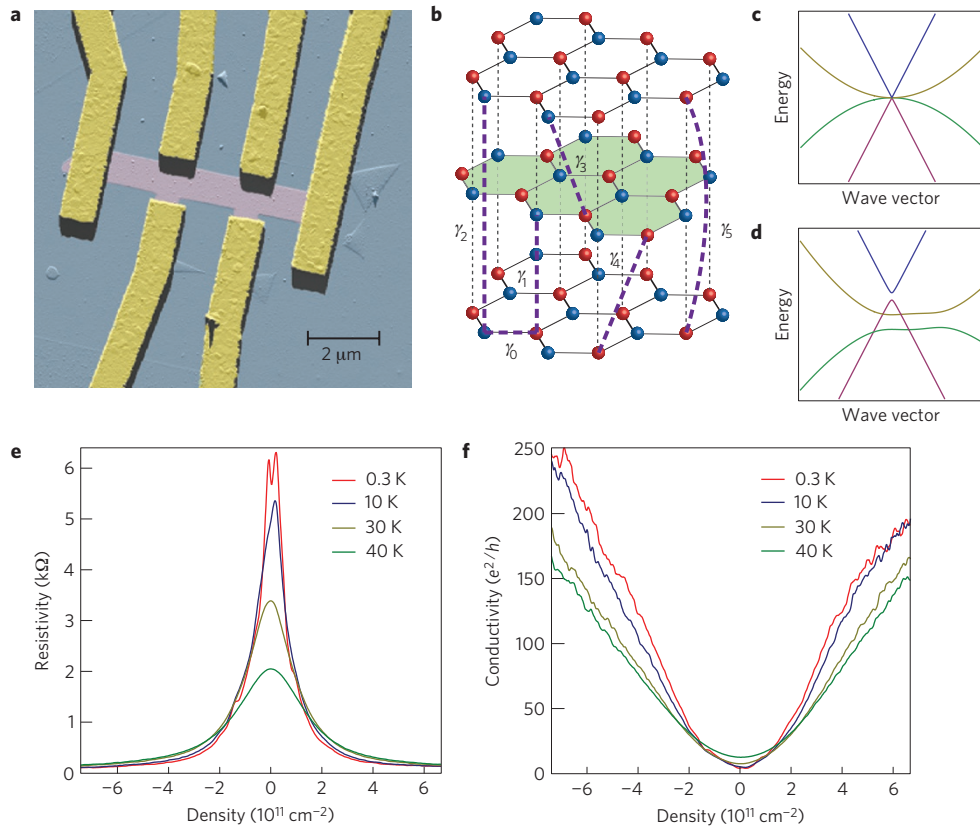 a
2 μm
b
γ3
γ2
γ5
γ4
γ1
γ0
c
Energy
Wave vector
d
Energy
Wave vector
e
6
5
4
3
2
1
0
Resistivity (kΩ)
0.3 K
10 K
30 K
40 K
−6 −4 −2 0 2 4 6
Density (10¹¹ cm⁻²)
f
250
200
150
100
50
0
Conductivity (e²/h)
0.3 K
10 K
30 K
40 K
−6 −4 −2 0 2 4 6
Density (10¹¹ cm⁻²)